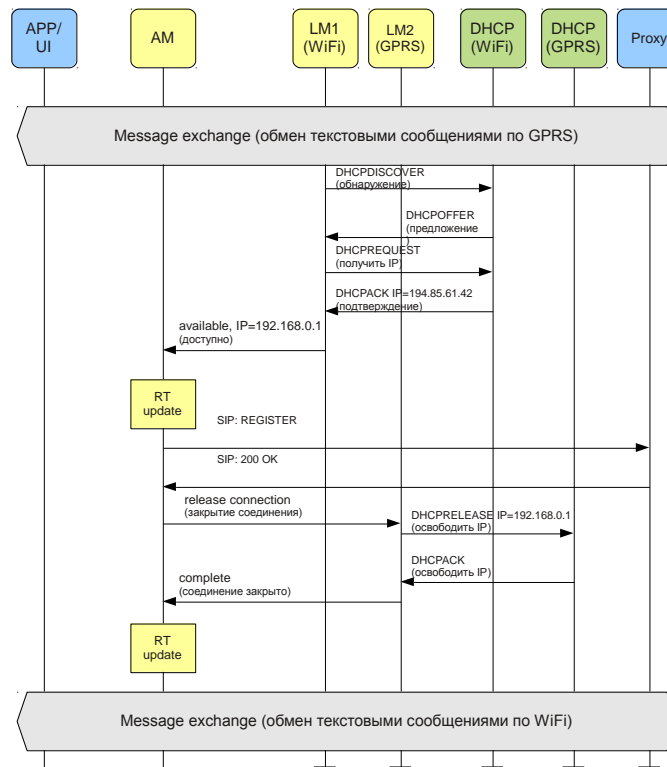 APP/
UI
AM
LM1
(WiFi)
LM2
(GPRS)
DHCP
(WiFi)
DHCP
(GPRS)
Proxy
Message exchange (обмен текстовыми сообщениями по GPRS)
DHCPDISCOVER
(обнаружение)
DHCPOFFER
(предложение
)
DHCPREQUEST
(получить IP)
DHCPACK IP=194.85.61.42
(подтверждение)
available, IP=192.168.0.1
(доступно)
RT
update
SIP: REGISTER
SIP: 200 OK
release connection
(закрытие соединения)
DHCPRELEASE IP=192.168.0.1
(освободить IP)
DHCPACK
(освободить IP)
complete
(соединение закрыто)
RT
update
Message exchange (обмен текстовыми сообщениями по WiFi)